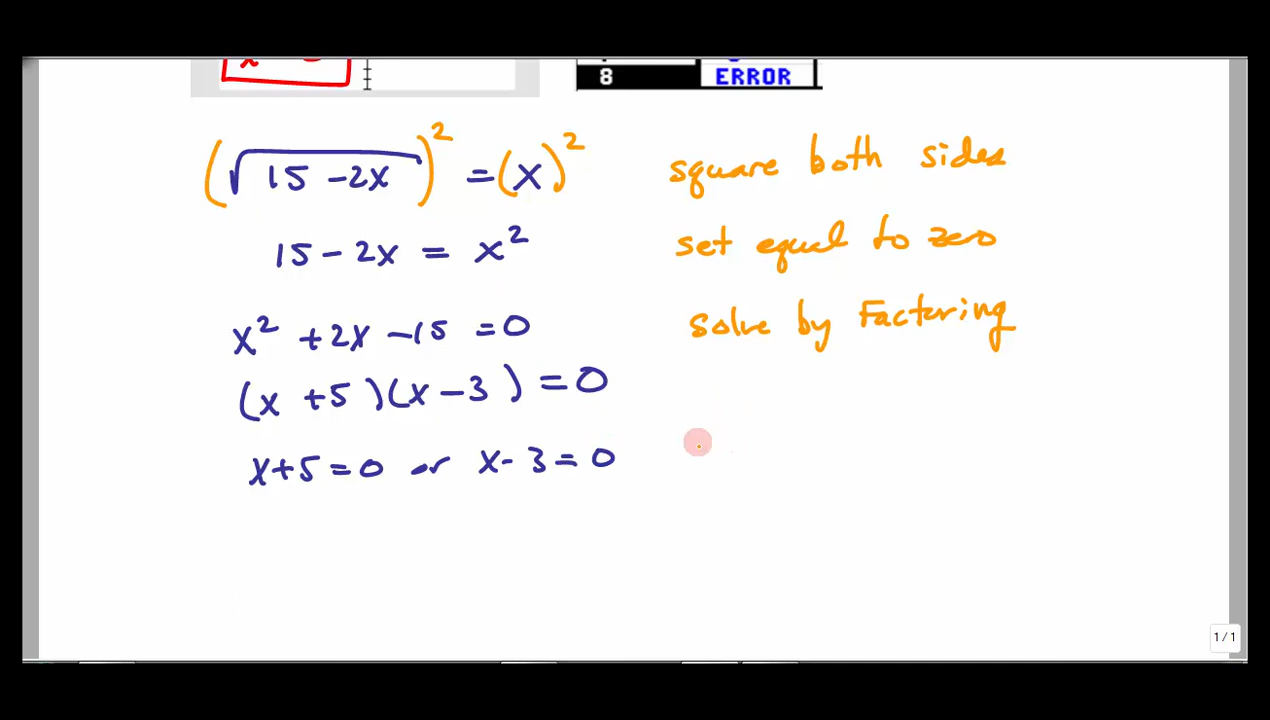 8 ERROR
(√(15 - 2x))² = (x)² square both sides
15 - 2x = x² set equal to zero
x² + 2x - 15 = 0 solve by Factoring
(x + 5)(x - 3) = 0
x + 5 = 0 or x - 3 = 0
1/1